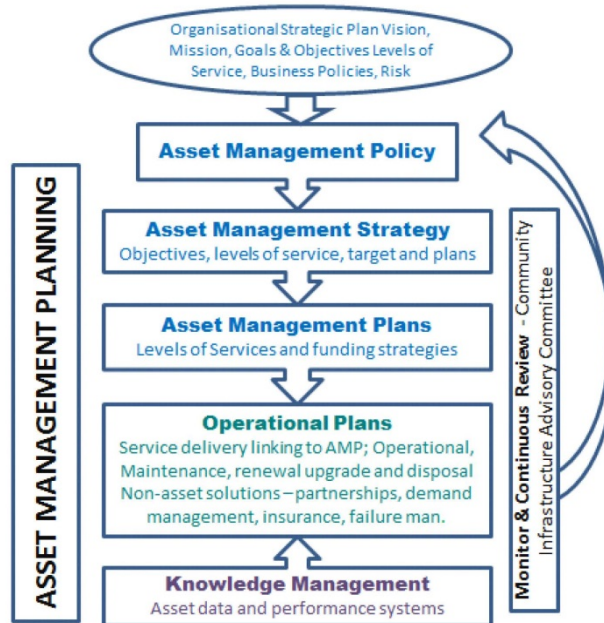 Organisational Strategic Plan Vision,
Mission, Goals & Objectives Levels of
Service, Business Policies, Risk
Asset Management Policy
Asset Management Strategy
Objectives, levels of service, target and plans
Asset Management Plans
Levels of Services and funding strategies
Operational Plans
Service delivery linking to AMP; Operational,
Maintenance, renewal upgrade and disposal
Non-asset solutions – partnerships, demand
management, insurance, failure man.
Knowledge Management
Asset data and performance systems
ASSET MANAGEMENT PLANNING
Monitor & Continuous Review - Community
Infrastructure Advisory Committee